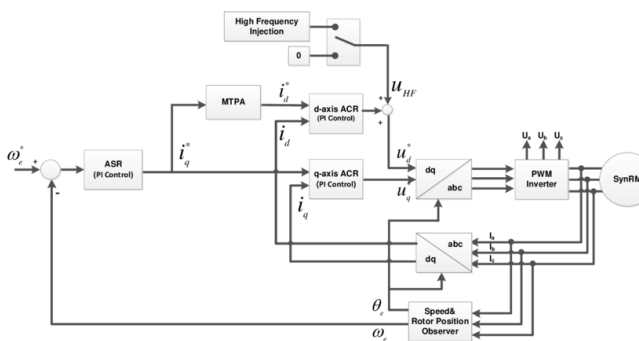 High Frequency
Injection
0
u_HF
MTPA
i_d^*
d-axis ACR
(PI Control)
+
+
i_d
ω_e^*
+
-
ASR
(PI Control)
i_q^*
q-axis ACR
(PI Control)
i_q
u_d^*
u_q
dq
abc
U_a U_b U_c
PWM
Inverter
SynRM
abc
dq
I_a
I_b
I_c
θ_e
ω_e
Speed&
Rotor Position
Observer